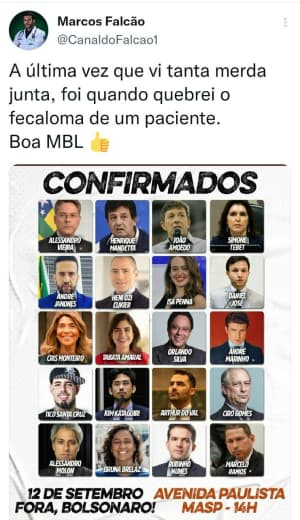 Marcos Falcão
@CanaldoFalcao1
A última vez que vi tanta merda
junta, foi quando quebrei o
fecaloma de um paciente.
Boa MBL 👍
CONFIRMADOS
ALESSANDRO
VIEIRA
HENRIQUE
MANDETTA
JOÃO
AMOEDO
SIMONE
TEBET
ANDRÉ
JANONES
HENI OZI
CUKIER
ISA PENNA
DANIEL
JOSÉ
CRIS MONTEIRO
TABATA AMARAL
ORLANDO
SILVA
ANDRÉ
MARINHO
TICO SANTA CRUZ
KIM KATAGUIRI
ARTHUR DO VAL
CIRO GOMES
ALESSANDRO
MOLON
BRUNA BRELAZ
RUBINHO
NUNES
MARCELO
RAMOS
12 DE SETEMBRO
FORA, BOLSONARO!
AVENIDA PAULISTA
MASP - 14H